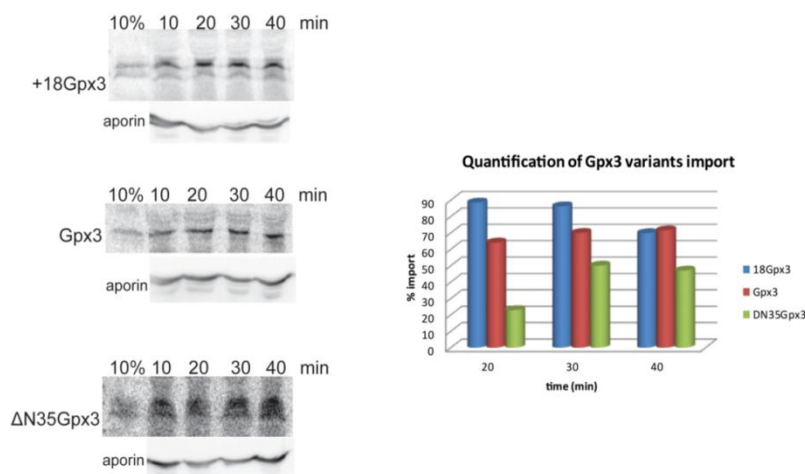 10% 10 20 30 40 min
+18Gpx3
aporin
10% 10 20 30 40 min
Gpx3
aporin
10% 10 20 30 40 min
ΔN35Gpx3
aporin
Quantification of Gpx3 variants import
% import
90
80
70
60
50
40
30
20
10
0
20 30 40
time (min)
18Gpx3
Gpx3
DN35Gpx3